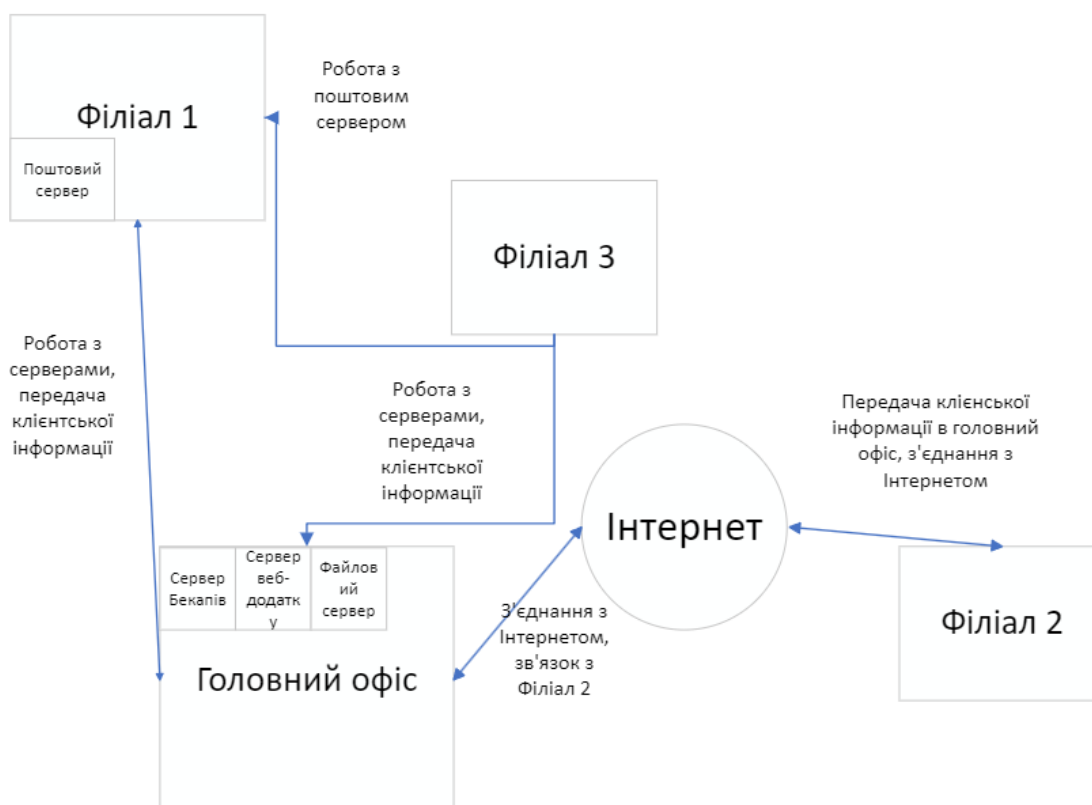 Робота з
поштовим
сервером
Філіал 1
Поштовий
сервер
Філіал 3
Робота з
серверами,
передача
клієнтської
інформації
Робота з
серверами,
передача
клієнтської
інформації
Передача клієнської
інформації в головний
офіс, з'єднання з
Інтернетом
Інтернет
Сервер
Бекапів
Сервер
веб-
додатк
у
Файлов
ий
сервер
З'єднання з
Інтернетом,
зв'язок з
Філіал 2
Філіал 2
Головний офіс